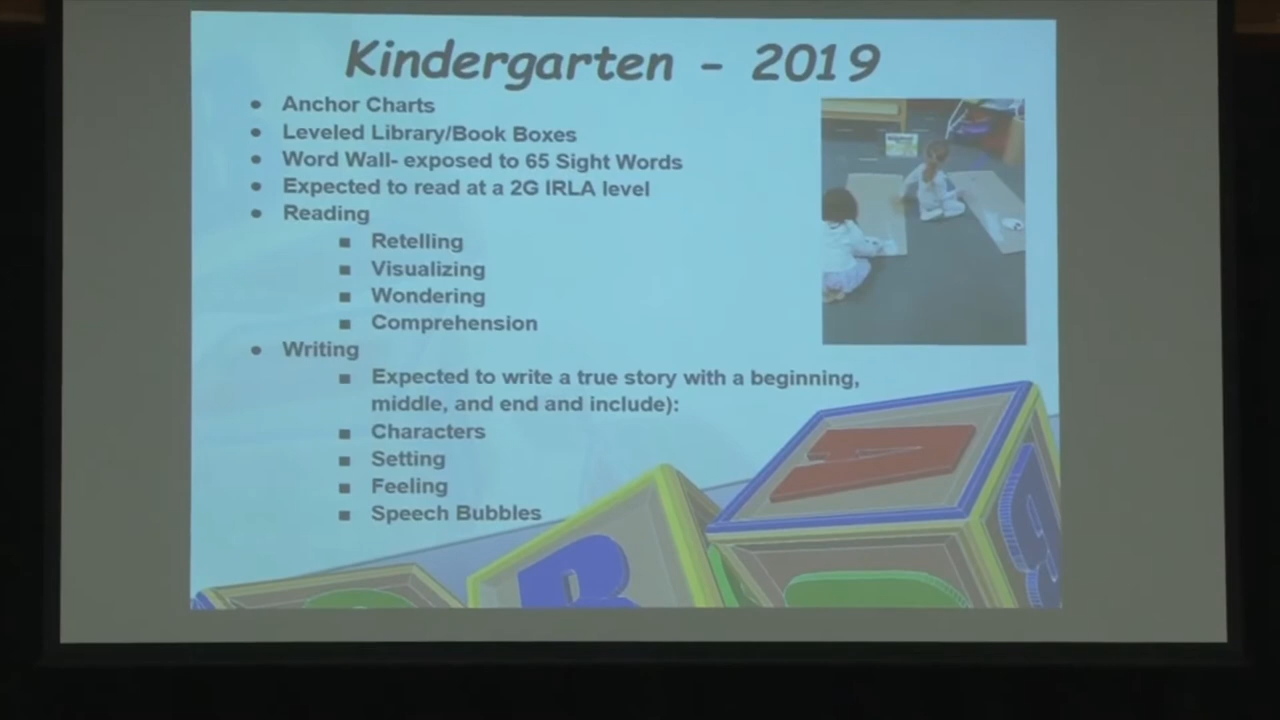 Kindergarten - 2019
• Anchor Charts
• Leveled Library/Book Boxes
• Word Wall- exposed to 65 Sight Words
• Expected to read at a 2G IRLA level
• Reading
■ Retelling
■ Visualizing
■ Wondering
■ Comprehension
• Writing
■ Expected to write a true story with a beginning,
middle, and end and include):
■ Characters
■ Setting
■ Feeling
■ Speech Bubbles
A
B